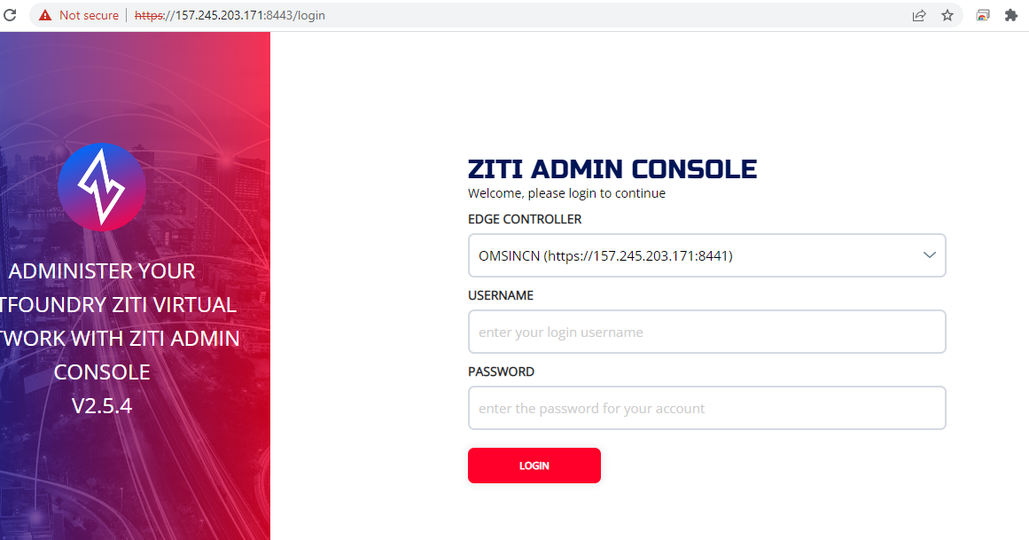 Not secure | https://157.245.203.171:8443/login
ADMINISTER YOUR
TFOUNDRY ZITI VIRTUAL
TWORK WITH ZITI ADMIN
CONSOLE
V2.5.4
ZITI ADMIN CONSOLE
Welcome, please login to continue
EDGE CONTROLLER
OMSINCN (https://157.245.203.171:8441)
USERNAME
enter your login username
PASSWORD
enter the password for your account
LOGIN